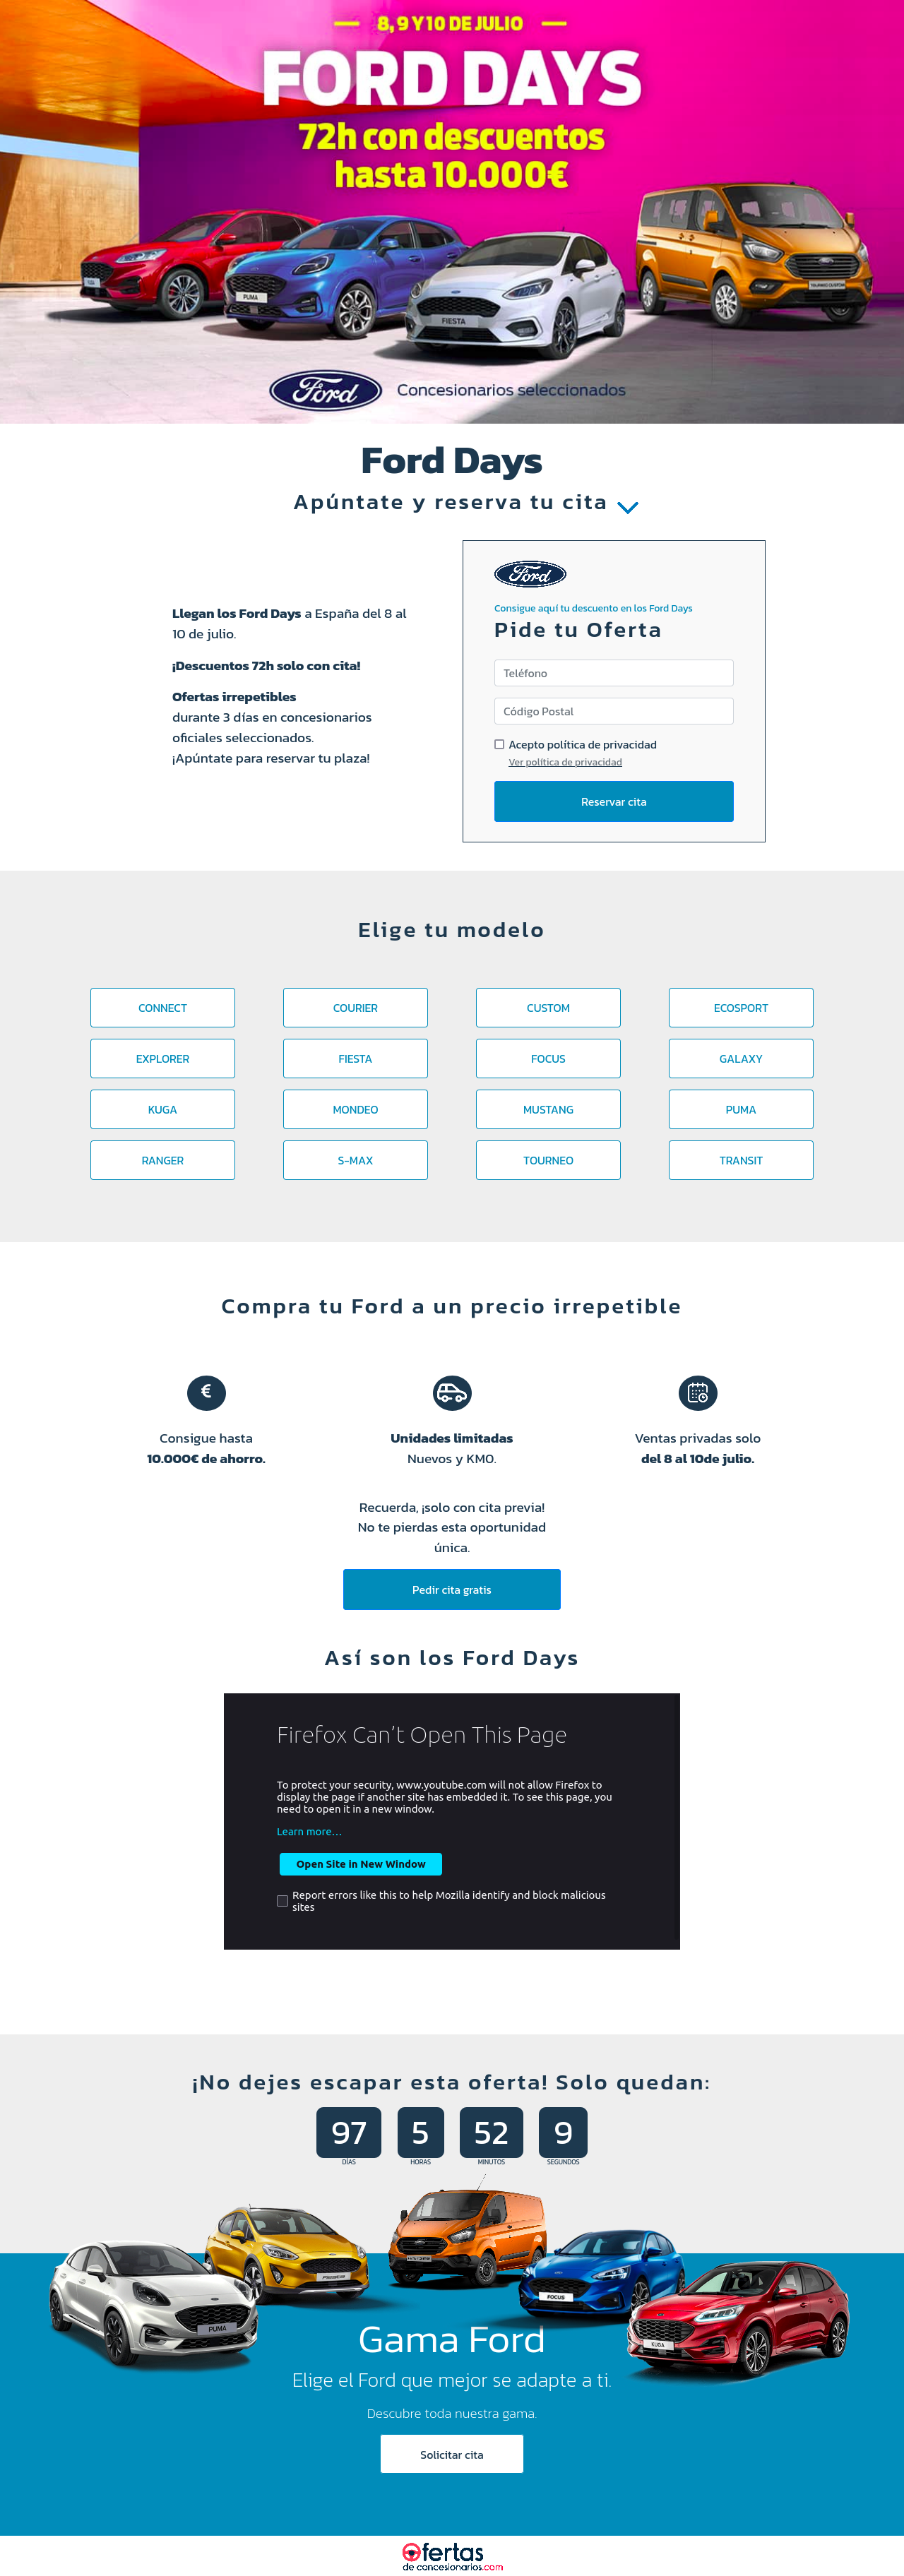 8, 9 Y 10 DE JULIO
FORD DAYS
72h con descuentos
hasta 10.000€
PUMA
FIESTA
TOURNEO CUSTOM
Ford
Concesionarios seleccionados
Ford Days
Apúntate y reserva tu cita
Llegan los Ford Days a España del 8 al
10 de julio.
¡Descuentos 72h solo con cita!
Ofertas irrepetibles
durante 3 días en concesionarios
oficiales seleccionados.
¡Apúntate para reservar tu plaza!
Ford
Consigue aquí tu descuento en los Ford Days
Pide tu Oferta
Teléfono
Código Postal
Acepto política de privacidad
Ver política de privacidad
Reservar cita
Elige tu modelo
CONNECT
COURIER
CUSTOM
ECOSPORT
EXPLORER
FIESTA
FOCUS
GALAXY
KUGA
MONDEO
MUSTANG
PUMA
RANGER
S-MAX
TOURNEO
TRANSIT
Compra tu Ford a un precio irrepetible
€
Consigue hasta
10.000€ de ahorro.
Unidades limitadas
Nuevos y KM0.
Ventas privadas solo
del 8 al 10de julio.
Recuerda, ¡solo con cita previa!
No te pierdas esta oportunidad
única.
Pedir cita gratis
Así son los Ford Days
Firefox Can’t Open This Page
To protect your security, www.youtube.com will not allow Firefox to
display the page if another site has embedded it. To see this page, you
need to open it in a new window.
Learn more…
Open Site in New Window
Report errors like this to help Mozilla identify and block malicious
sites
¡No dejes escapar esta oferta! Solo quedan:
97 5 52 9
DÍAS HORAS MINUTOS SEGUNDOS
PUMA
Fiesta
FOCUS
KUGA
Gama Ford
Elige el Ford que mejor se adapte a ti.
Descubre toda nuestra gama.
Solicitar cita
Ofertas
de concesionarios.com